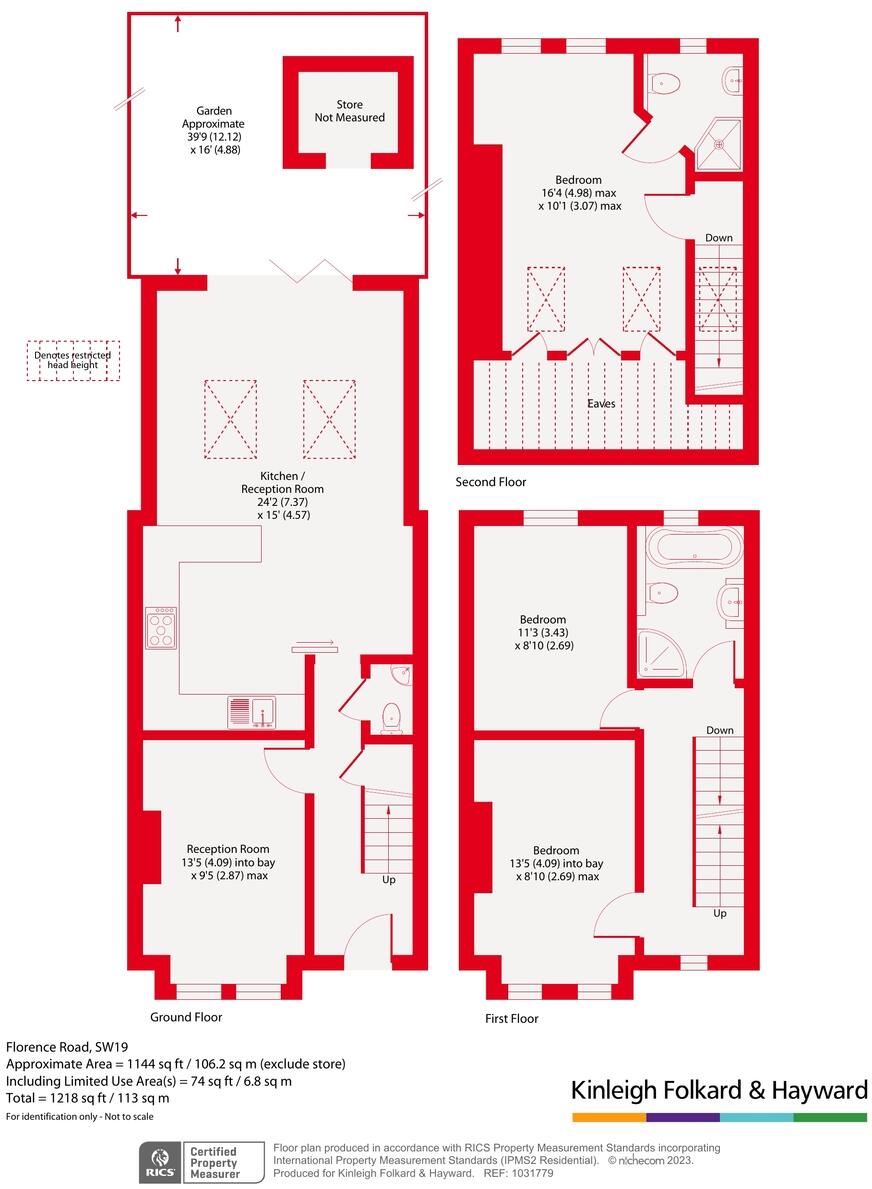 Garden
Approximate
39'9 (12.12)
x 16' (4.88)
Store
Not Measured
Bedroom
16'4 (4.98) max
x 10'1 (3.07) max
Down
Denotes restricted
head height
Eaves
Kitchen /
Reception Room
24'2 (7.37)
x 15' (4.57)
Second Floor
Bedroom
11'3 (3.43)
x 8'10 (2.69)
Down
Reception Room
13'5 (4.09) into bay
x 9'5 (2.87) max
Up
Bedroom
13'5 (4.09) into bay
x 8'10 (2.69) max
Up
Ground Floor
First Floor
Florence Road, SW19
Approximate Area = 1144 sq ft / 106.2 sq m (exclude store)
Including Limited Use Area(s) = 74 sq ft / 6.8 sq m
Total = 1218 sq ft / 113 sq m
For identification only - Not to scale
Kinleigh Folkard & Hayward
RICS
Certified
Property
Measurer
Floor plan produced in accordance with RICS Property Measurement Standards incorporating
International Property Measurement Standards (IPMS2 Residential). © nichecom 2023.
Produced for Kinleigh Folkard & Hayward. REF: 1031779